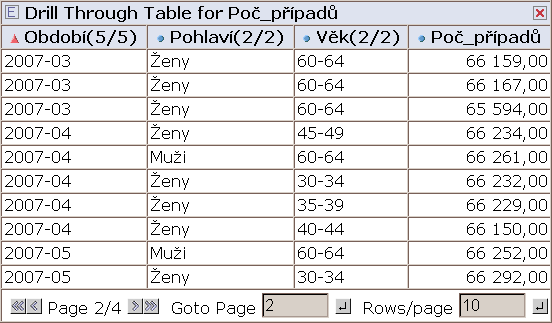 Drill Through Table for Poč_případů
Období(5/5) Pohlaví(2/2) Věk(2/2) Poč_případů
2007-03 Ženy 60-64 66 159,00
2007-03 Ženy 60-64 66 167,00
2007-03 Ženy 60-64 65 594,00
2007-04 Ženy 45-49 66 234,00
2007-04 Muži 60-64 66 261,00
2007-04 Ženy 30-34 66 232,00
2007-04 Ženy 35-39 66 229,00
2007-04 Ženy 40-44 66 150,00
2007-05 Muži 60-64 66 252,00
2007-05 Ženy 30-34 66 292,00
Page 2/4 Goto Page 2 Rows/page 10